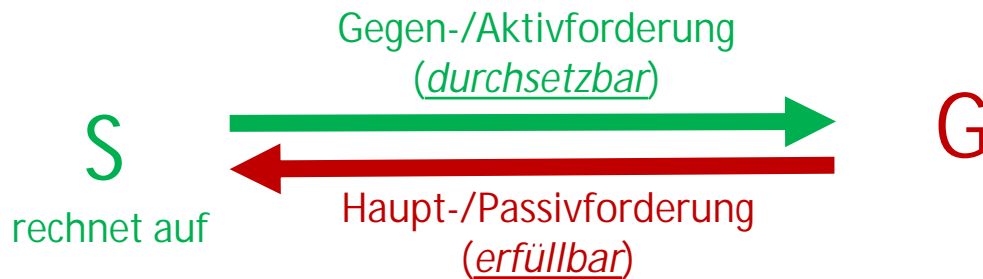 Gegen-/Aktivforderung
(durchsetzbar)
S
G
rechnet auf
Haupt-/Passivforderung
(erfüllbar)